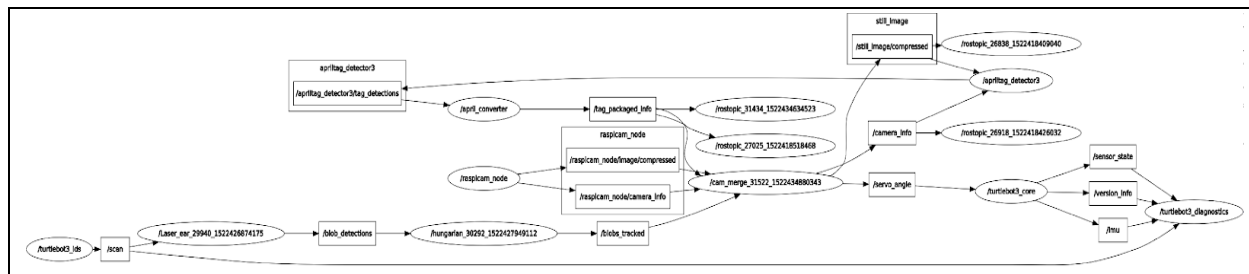 still_image
/still_image/compressed
/rostopic_26838_1522418409040
apriltag_detector3
/apriltag_detector3
/apriltag_detector3/tag_detections
/april_converter
/tag_packaged_info
/rostopic_31434_1522434634523
raspicam_node
/camera_info
/rostopic_26918_1522418426032
/rostopic_27025_1522418518468
/raspicam_node/image/compressed
/sensor_state
/raspicam_node
/cam_merge_31522_1522434880343
/servo_angle
/turtlebot3_core
/version_info
/raspicam_node/camera_info
/turtlebot3_diagnostics
/turtlebot3_lds
/scan
/Laser_ear_29940_1522426874175
/blob_detections
/hungarian_30292_1522427949112
/blobs_tracked
/imu